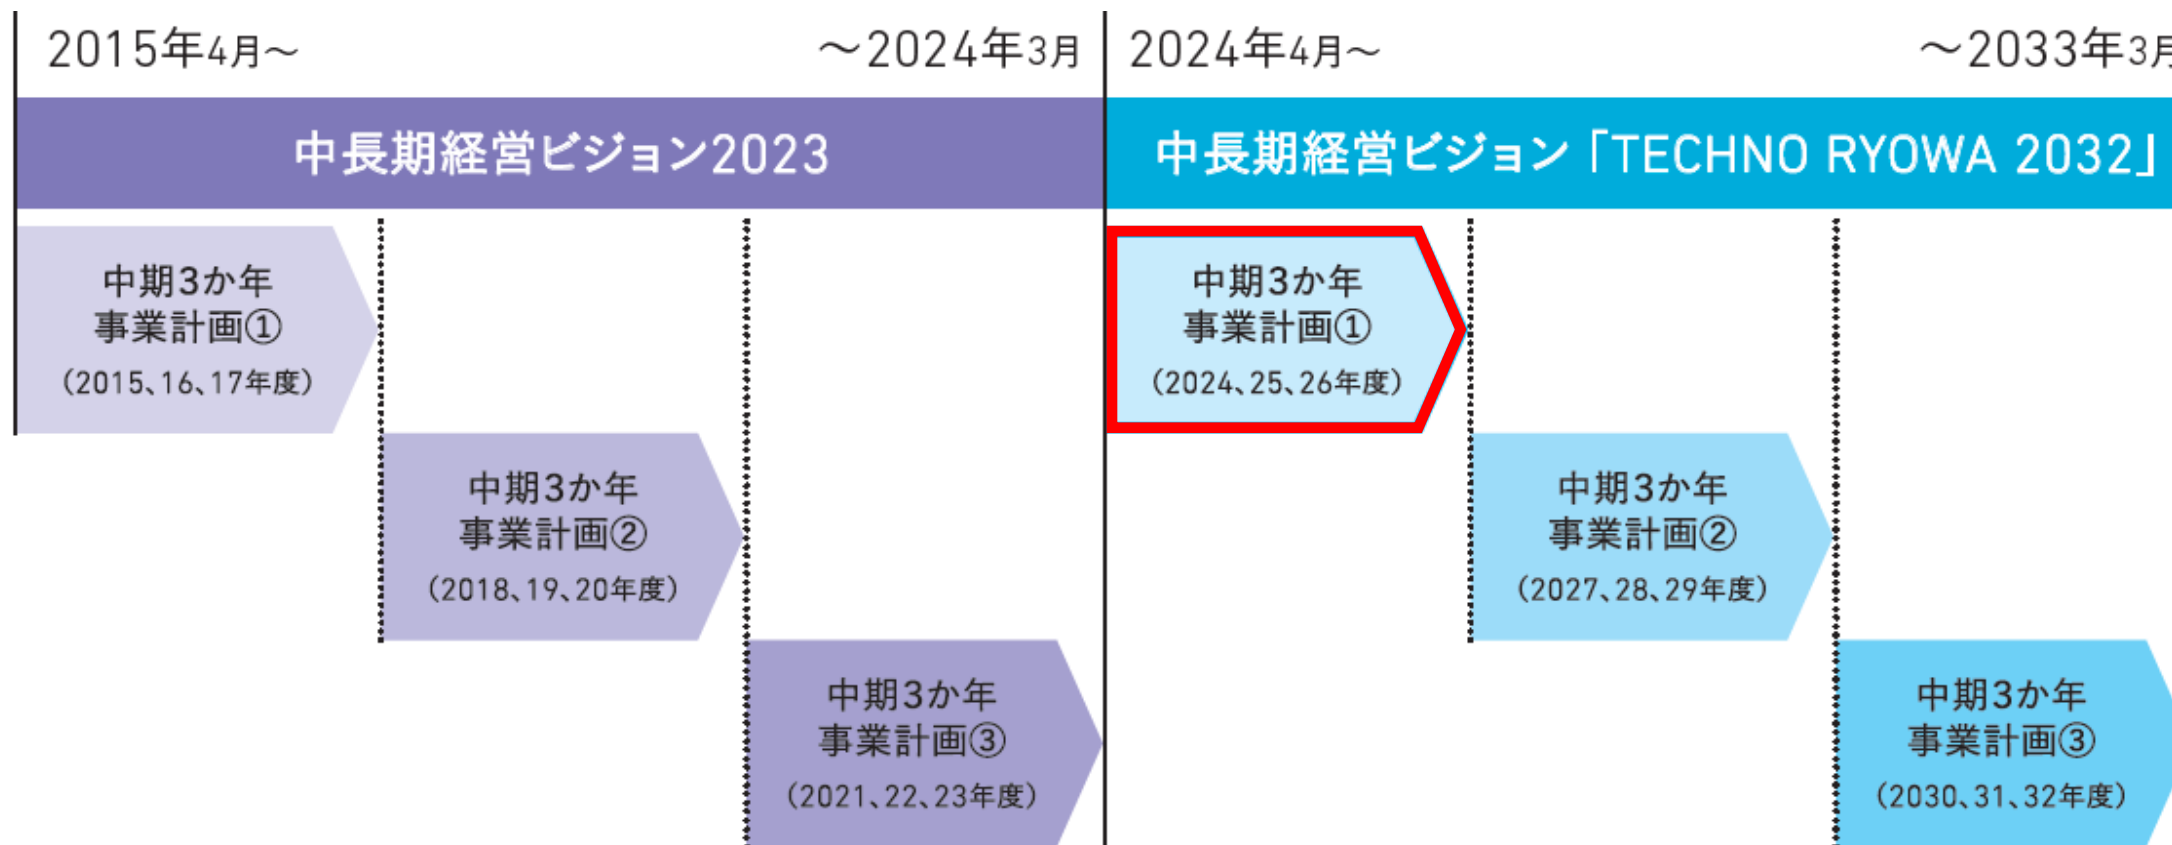 2015年4月～
～2024年3月
2024年4月～
～2033年3月
中長期経営ビジョン2023
中長期経営ビジョン「TECHNO RYOWA 2032」
中期3か年
事業計画①
（2015、16、17年度）
中期3か年
事業計画②
（2018、19、20年度）
中期3か年
事業計画③
（2021、22、23年度）
中期3か年
事業計画①
（2024、25、26年度）
中期3か年
事業計画②
（2027、28、29年度）
中期3か年
事業計画③
（2030、31、32年度）